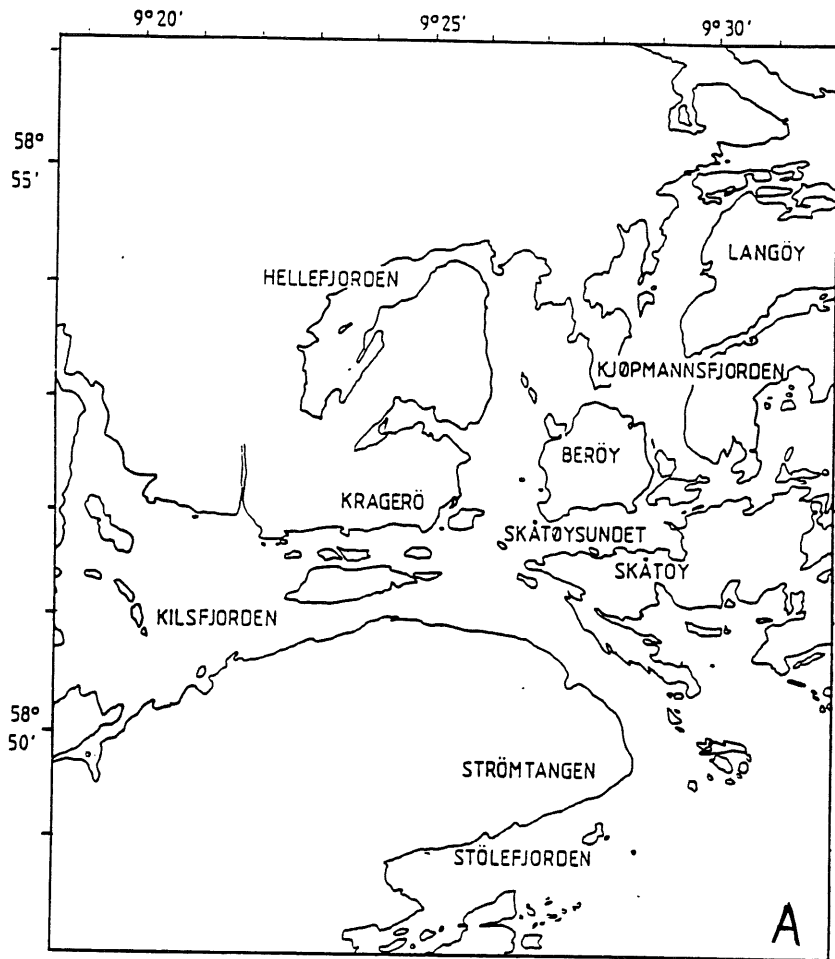 9° 20'
9° 25'
9° 30'
58°
55'
LANGÖY
HELLEFJORDEN
KJØPMANNSFJORDEN
BERÖY
KRAGERÖ
SKÅTØYSUNDET
SKÅTÖY
KILSFJORDEN
58°
50'
STRÖMTANGEN
STÖLEFJORDEN
A